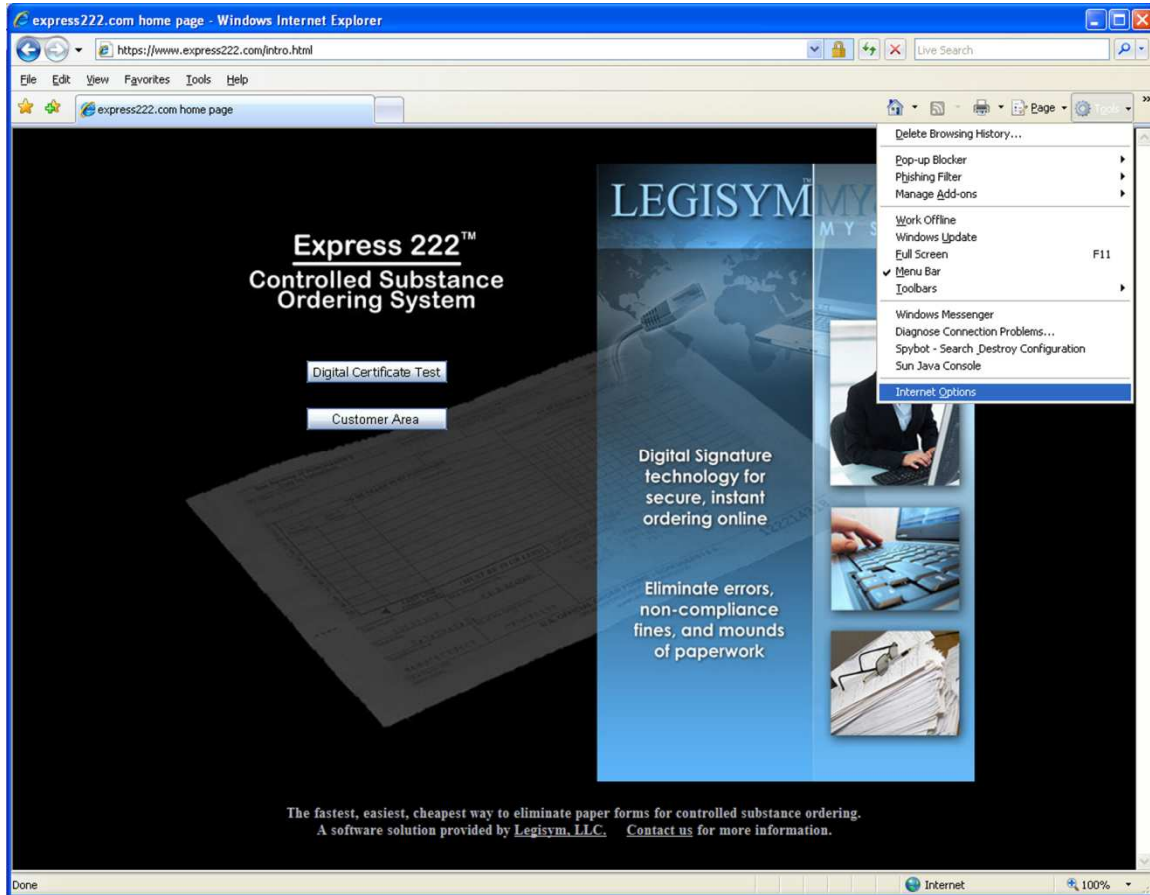 express222.com home page - Windows Internet Explorer
https://www.express222.com/intro.html
Live Search
File Edit View Favorites Tools Help
express222.com home page
Page
Tools
Delete Browsing History...
Pop-up Blocker
Phishing Filter
Manage Add-ons
Work Offline
Windows Update
Full Screen F11
Menu Bar
Toolbars
Windows Messenger
Diagnose Connection Problems...
Spybot - Search Destroy Configuration
Sun Java Console
Internet Options
Express 222™
Controlled Substance
Ordering System
Digital Certificate Test
Customer Area
LEGISYM™
Digital Signature
technology for
secure, instant
ordering online
Eliminate errors,
non-compliance
fines, and mounds
of paperwork
The fastest, easiest, cheapest way to eliminate paper forms for controlled substance ordering.
A software solution provided by Legisym, LLC. Contact us for more information.
Done
Internet
100%